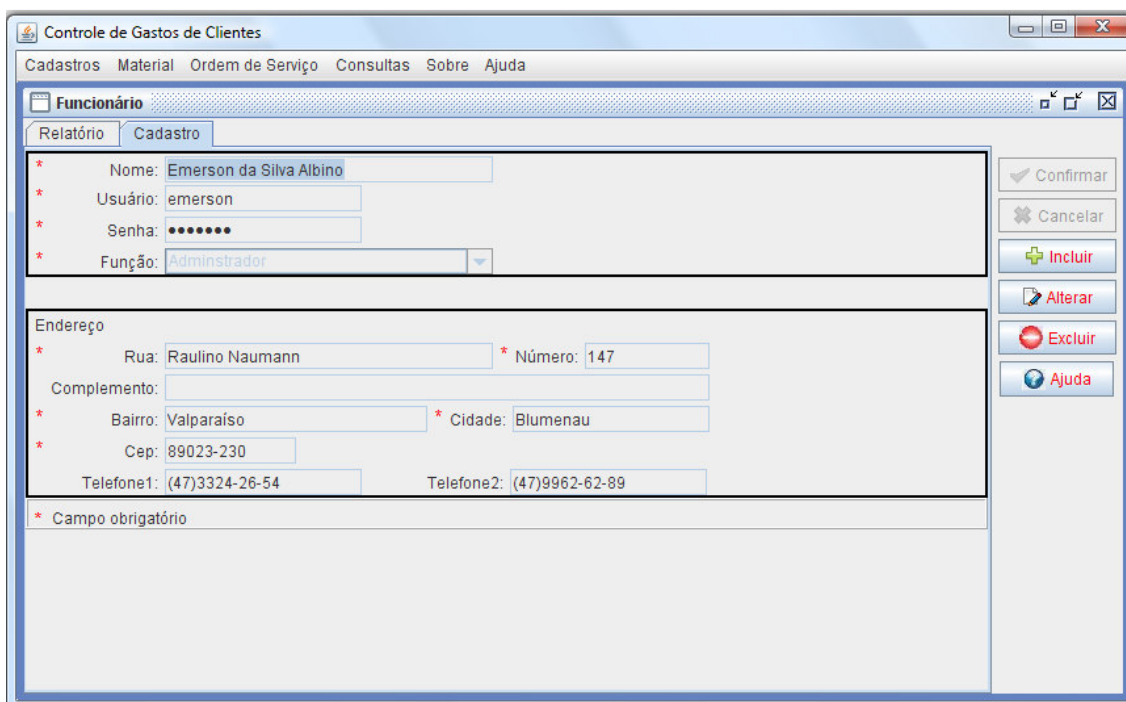 Controle de Gastos de Clientes
Cadastros Material Ordem de Serviço Consultas Sobre Ajuda
Funcionário
Relatório Cadastro
* Nome: Emerson da Silva Albino
* Usuário: emerson
* Senha: •••••••
* Função: Adminstrador
Endereço
* Rua: Raulino Naumann * Número: 147
Complemento:
* Bairro: Valparaíso * Cidade: Blumenau
* Cep: 89023-230
Telefone1: (47)3324-26-54 Telefone2: (47)9962-62-89
* Campo obrigatório
Confirmar
Cancelar
Incluir
Alterar
Excluir
Ajuda